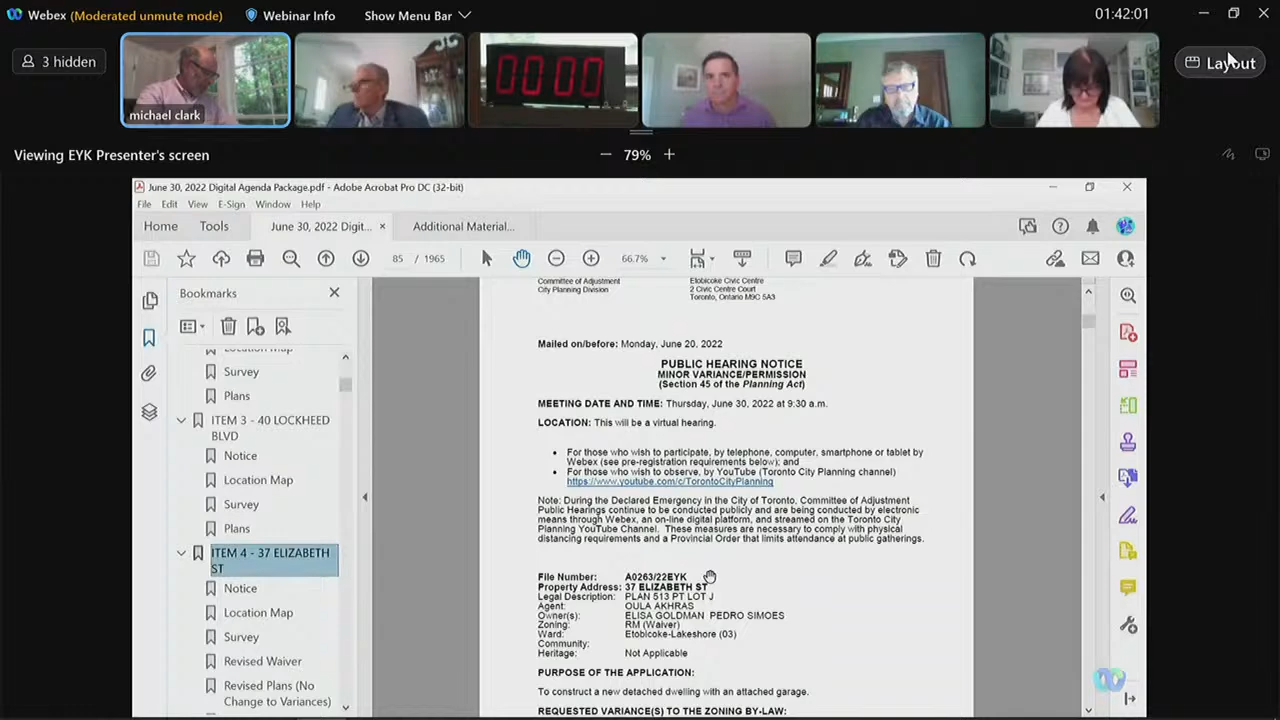 Webex (Moderated unmute mode) Webinar Info Show Menu Bar 01:42:01
3 hidden
michael clark
00:00
Layout
Viewing EYK Presenter's screen
79%
June 30, 2022 Digital Agenda Package.pdf - Adobe Acrobat Pro DC (32-bit)
File Edit View E-Sign Window Help
Home Tools June 30, 2022 Digit... × Additional Material...
85 / 1965 66.7%
Bookmarks
Location Map
Survey
Plans
ITEM 3 - 40 LOCKHEED
BLVD
Notice
Location Map
Survey
Plans
ITEM 4 - 37 ELIZABETH
ST
Notice
Location Map
Survey
Revised Waiver
Revised Plans (No
Change to Variances)
Committee of Adjustment
City Planning Division
Etobicoke Civic Centre
2 Civic Centre Court
Toronto, Ontario M9C 5A3
Mailed on/before: Monday, June 20, 2022
PUBLIC HEARING NOTICE
MINOR VARIANCE/PERMISSION
(Section 45 of the Planning Act)
MEETING DATE AND TIME: Thursday, June 30, 2022 at 9:30 a.m.
LOCATION: This will be a virtual hearing.
• For those who wish to participate, by telephone, computer, smartphone or tablet by
Webex (see pre-registration requirements below); and
• For those who wish to observe, by YouTube (Toronto City Planning channel)
https://www.youtube.com/c/TorontoCityPlanning
Note: During the Declared Emergency in the City of Toronto, Committee of Adjustment
Public Hearings continue to be conducted publicly and are being conducted by electronic
means through Webex, an on-line digital platform, and streamed on the Toronto City
Planning YouTube Channel. These measures are necessary to comply with physical
distancing requirements and a Provincial Order that limits attendance at public gatherings.
File Number: A0263/22EYK
Property Address: 37 ELIZABETH ST
Legal Description: PLAN 513 PT LOT J
Agent: OULA AKHRAS
Owner(s): ELISA GOLDMAN PEDRO SIMOES
Zoning: RM (Waiver)
Ward: Etobicoke-Lakeshore (03)
Community:
Heritage: Not Applicable
PURPOSE OF THE APPLICATION:
To construct a new detached dwelling with an attached garage.
REQUESTED VARIANCE(S) TO THE ZONING BY-LAW: